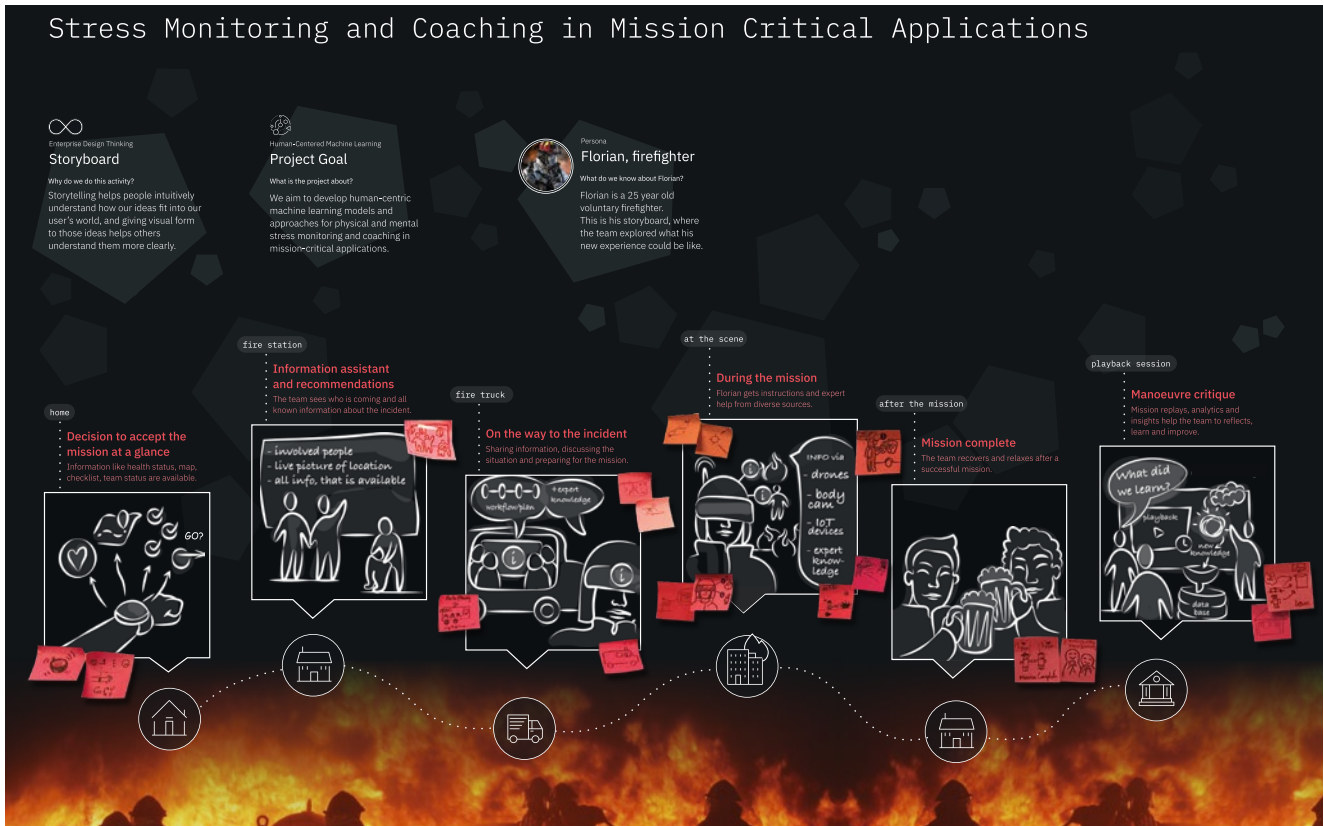 Stress Monitoring and Coaching in Mission Critical Applications
Enterprise Design Thinking
Storyboard
Why do we do this activity?
Storytelling helps people intuitively
understand how our ideas fit into our
user's world, and giving visual form
to those ideas helps others
understand them more clearly.
Human-Centered Machine Learning
Project Goal
What is the project about?
We aim to develop human-centric
machine learning models and
approaches for physical and mental
stress monitoring and coaching in
mission-critical applications.
Persona
Florian, firefighter
What do we know about Florian?
Florian is a 25 year old
voluntary firefighter.
This is his storyboard, where
the team explored what his
new experience could be like.
home
Decision to accept the
mission at a glance
Information like health status, map,
checklist, team status are available.
GO?
fire station
Information assistant
and recommendations
The team sees who is coming and all
known information about the incident.
- involved people
- live picture of location
- all info, that is available
fire truck
On the way to the incident
Sharing information, discussing the
situation and preparing for the mission.
workflow/plan
+expert
knowledge
i
i
at the scene
During the mission
Florian gets instructions and expert
help from diverse sources.
i
i
INFO via
- drones
- body
cam
- IoT
devices
- expert
know-
ledge
after the mission
Mission complete
The team recovers and relaxes after a
successful mission.
playback session
Manoeuvre critique
Mission replays, analytics and
insights help the team to reflects,
learn and improve.
What did
we learn?
playback
new
knowledge
data
base